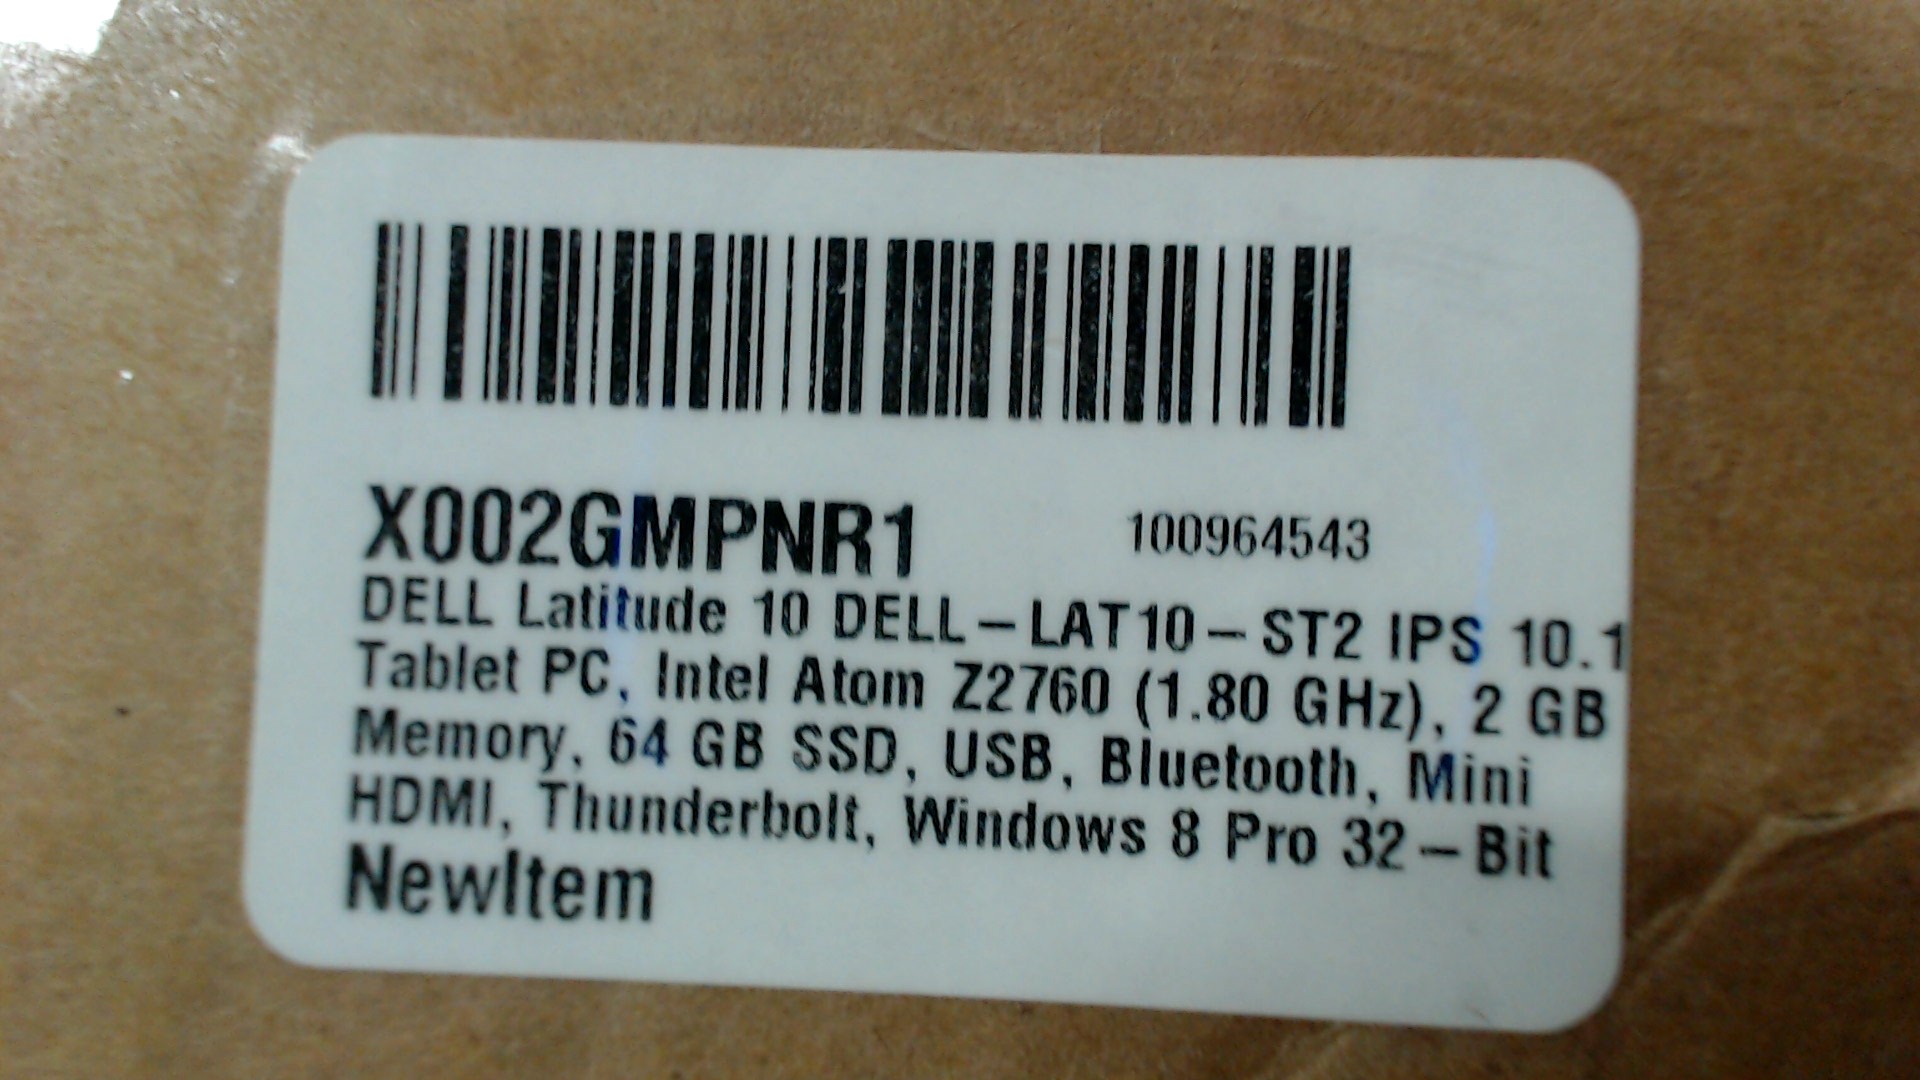 X002GMPNR1 100964543
DELL Latitude 10 DELL-LAT10-ST2 IPS 10.1
Tablet PC, Intel Atom Z2760 (1.80 GHz), 2 GB
Memory, 64 GB SSD, USB, Bluetooth, Mini
HDMI, Thunderbolt, Windows 8 Pro 32-Bit
NewItem